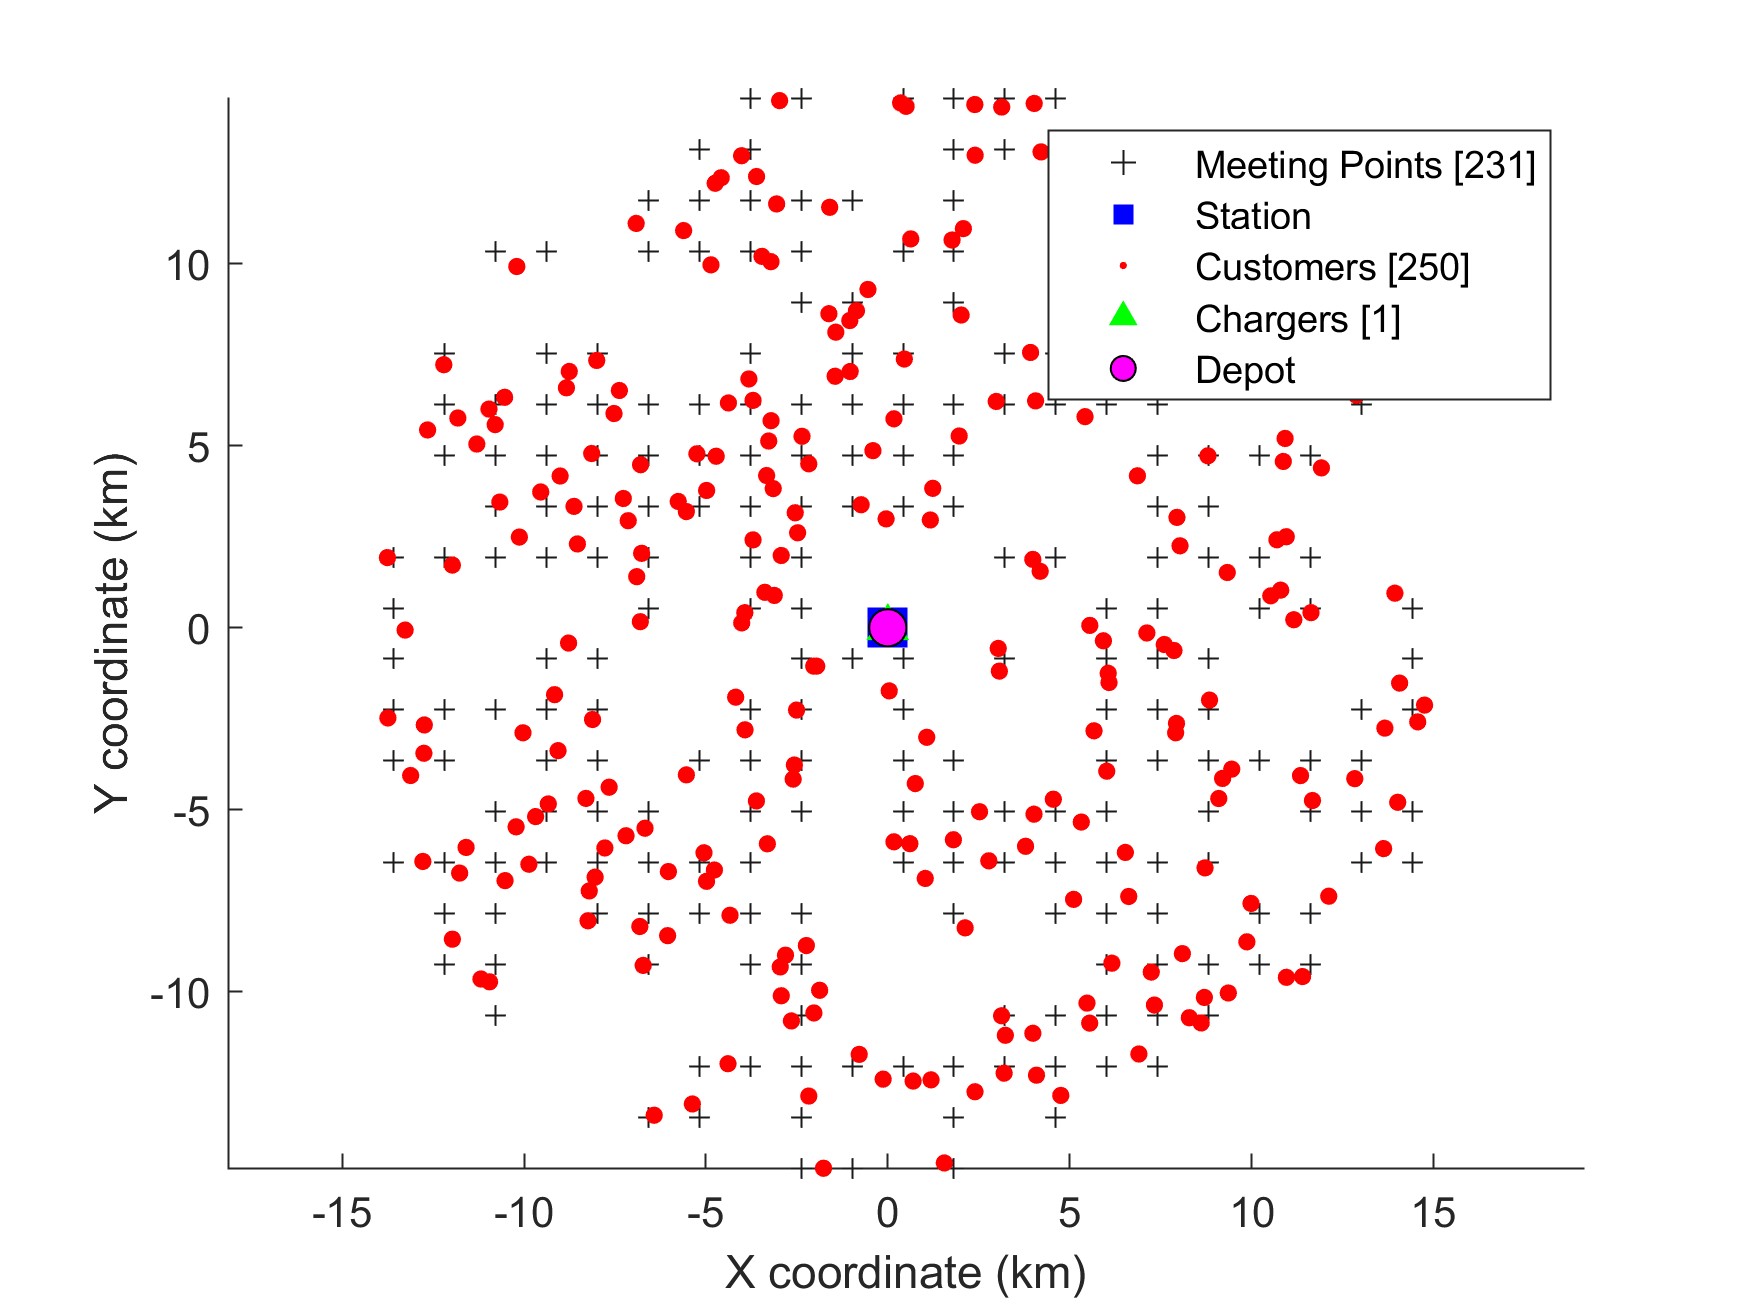 Meeting Points [231]
Station
Customers [250]
Chargers [1]
Depot
10
5
0
-5
-10
Y coordinate (km)
-15
-10
-5
0
5
10
15
X coordinate (km)